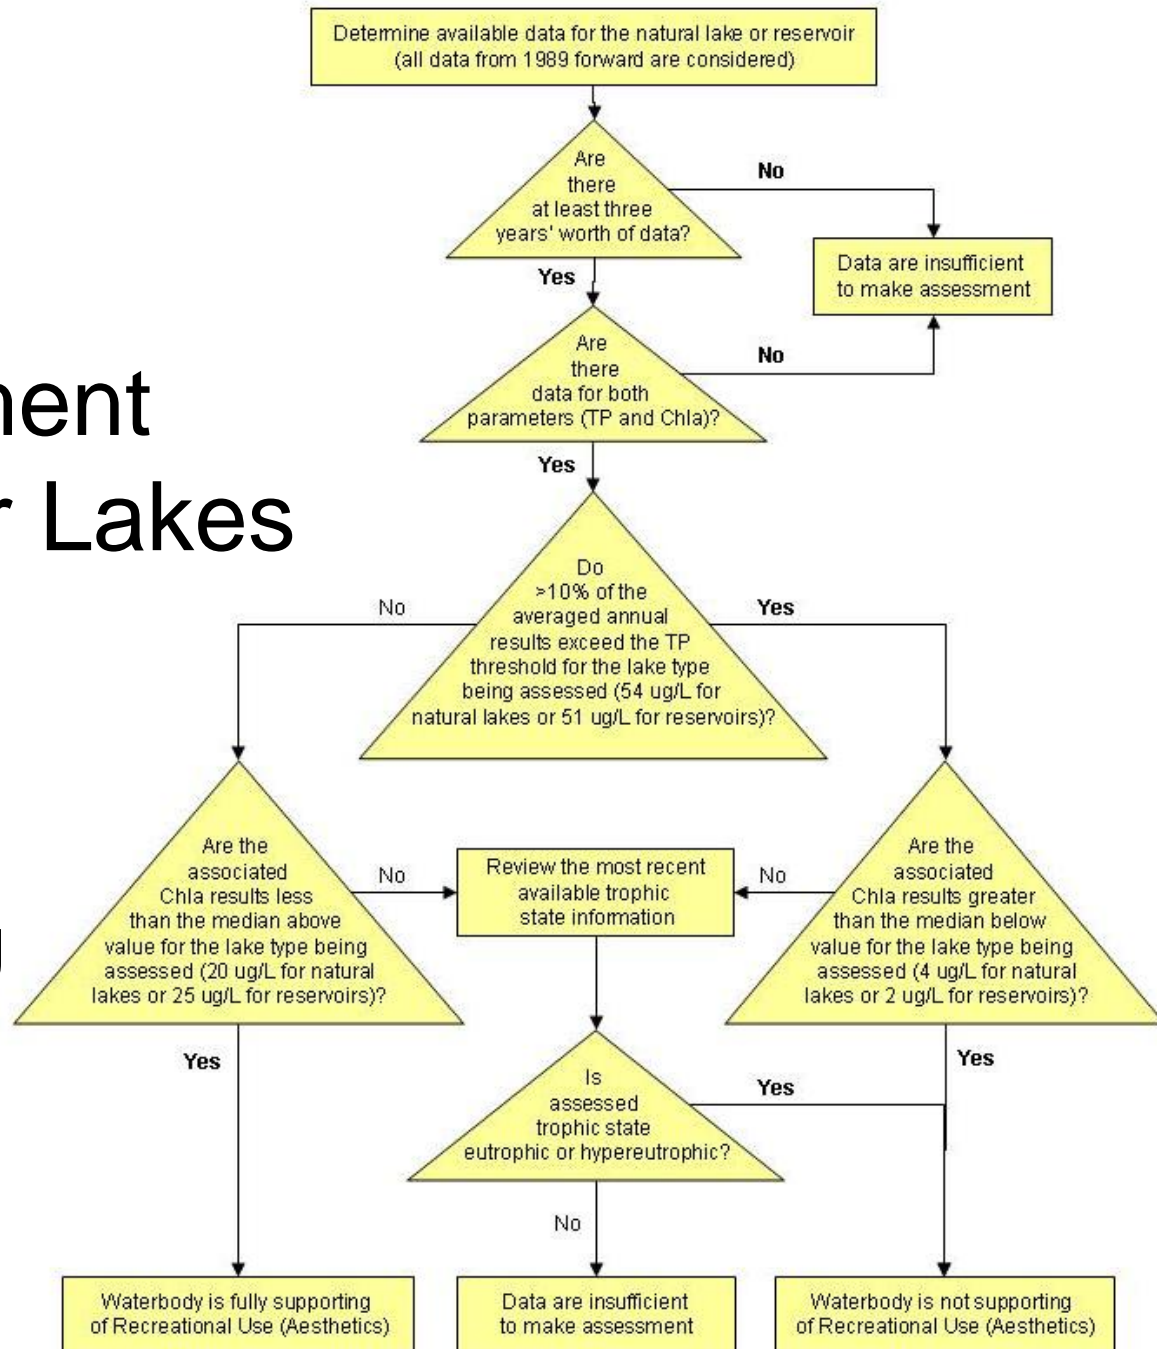 Determine available data for the natural lake or reservoir
(all data from 1989 forward are considered)
Are
there
at least three
years' worth of data?
No
Data are insufficient
to make assessment
Yes
Are
there
data for both
parameters (TP and Chla)?
No
Yes
Lakes
Do
>10% of the
averaged annual
results exceed the TP
threshold for the lake type
being assessed (54 ug/L for
natural lakes or 51 ug/L for reservoirs)?
No
Yes
Are the
associated
Chla results less
than the median above
value for the lake type being
assessed (20 ug/L for natural
lakes or 25 ug/L for reservoirs)?
No
Review the most recent
available trophic
state information
No
Are the
associated
Chla results greater
than the median below
value for the lake type being
assessed (4 ug/L for natural
lakes or 2 ug/L for reservoirs)?
Yes
Is
assessed
trophic state
eutrophic or hypereutrophic?
Yes
Yes
No
Waterbody is fully supporting
of Recreational Use (Aesthetics)
Data are insufficient
to make assessment
Waterbody is not supporting
of Recreational Use (Aesthetics)